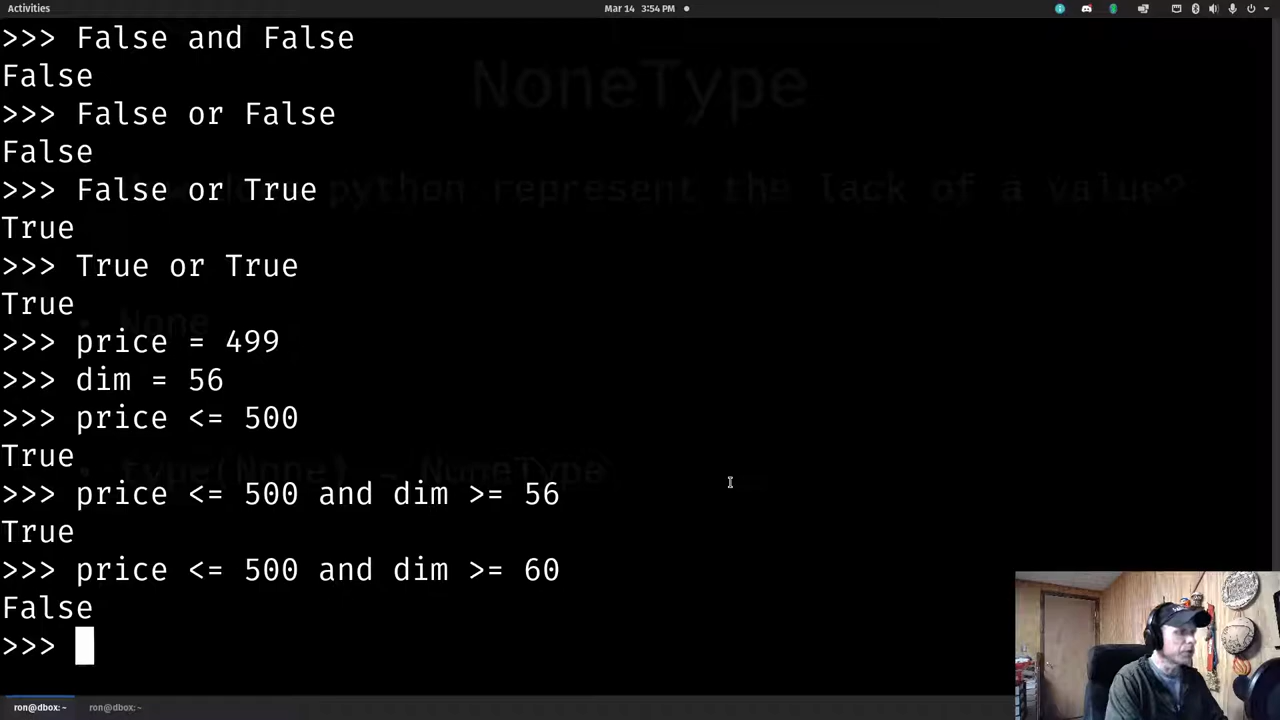 Activities
Mar 14 3:54 PM
>>> False and False
False
NoneType
>>> False or False
False
>>> False or True
python represent the lack of a value?
True
>>> True or True
True
• None
>>> price = 499
>>> dim = 56
>>> price <= 500
True
• type(None) - NoneType
>>> price <= 500 and dim >= 56
True
>>> price <= 500 and dim >= 60
False
>>>
ron@dbox: ~ ron@dbox: ~